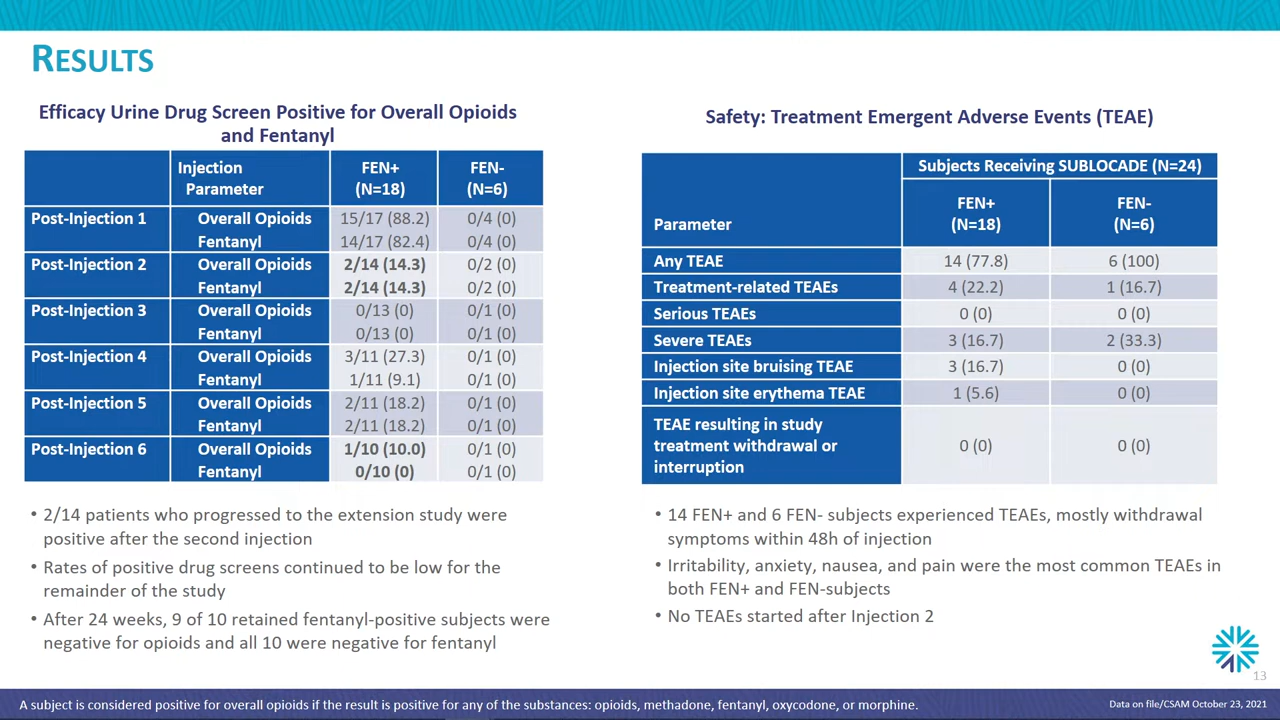 RESULTS
Efficacy Urine Drug Screen Positive for Overall Opioids
and Fentanyl
Injection Parameter FEN+ (N=18) FEN- (N=6)
Post-Injection 1 Overall Opioids 15/17 (88.2) 0/4 (0)
Fentanyl 14/17 (82.4) 0/4 (0)
Post-Injection 2 Overall Opioids 2/14 (14.3) 0/2 (0)
Fentanyl 2/14 (14.3) 0/2 (0)
Post-Injection 3 Overall Opioids 0/13 (0) 0/1 (0)
Fentanyl 0/13 (0) 0/1 (0)
Post-Injection 4 Overall Opioids 3/11 (27.3) 0/1 (0)
Fentanyl 1/11 (9.1) 0/1 (0)
Post-Injection 5 Overall Opioids 2/11 (18.2) 0/1 (0)
Fentanyl 2/11 (18.2) 0/1 (0)
Post-Injection 6 Overall Opioids 1/10 (10.0) 0/1 (0)
Fentanyl 0/10 (0) 0/1 (0)
• 2/14 patients who progressed to the extension study were
positive after the second injection
• Rates of positive drug screens continued to be low for the
remainder of the study
• After 24 weeks, 9 of 10 retained fentanyl-positive subjects were
negative for opioids and all 10 were negative for fentanyl
Safety: Treatment Emergent Adverse Events (TEAE)
Subjects Receiving SUBLOCADE (N=24)
Parameter FEN+ (N=18) FEN- (N=6)
Any TEAE 14 (77.8) 6 (100)
Treatment-related TEAEs 4 (22.2) 1 (16.7)
Serious TEAEs 0 (0) 0 (0)
Severe TEAEs 3 (16.7) 2 (33.3)
Injection site bruising TEAE 3 (16.7) 0 (0)
Injection site erythema TEAE 1 (5.6) 0 (0)
TEAE resulting in study
treatment withdrawal or 0 (0) 0 (0)
interruption
• 14 FEN+ and 6 FEN- subjects experienced TEAEs, mostly withdrawal
symptoms within 48h of injection
• Irritability, anxiety, nausea, and pain were the most common TEAEs in
both FEN+ and FEN-subjects
• No TEAEs started after Injection 2
13
A subject is considered positive for overall opioids if the result is positive for any of the substances: opioids, methadone, fentanyl, oxycodone, or morphine.
Data on file/CSAM October 23, 2021